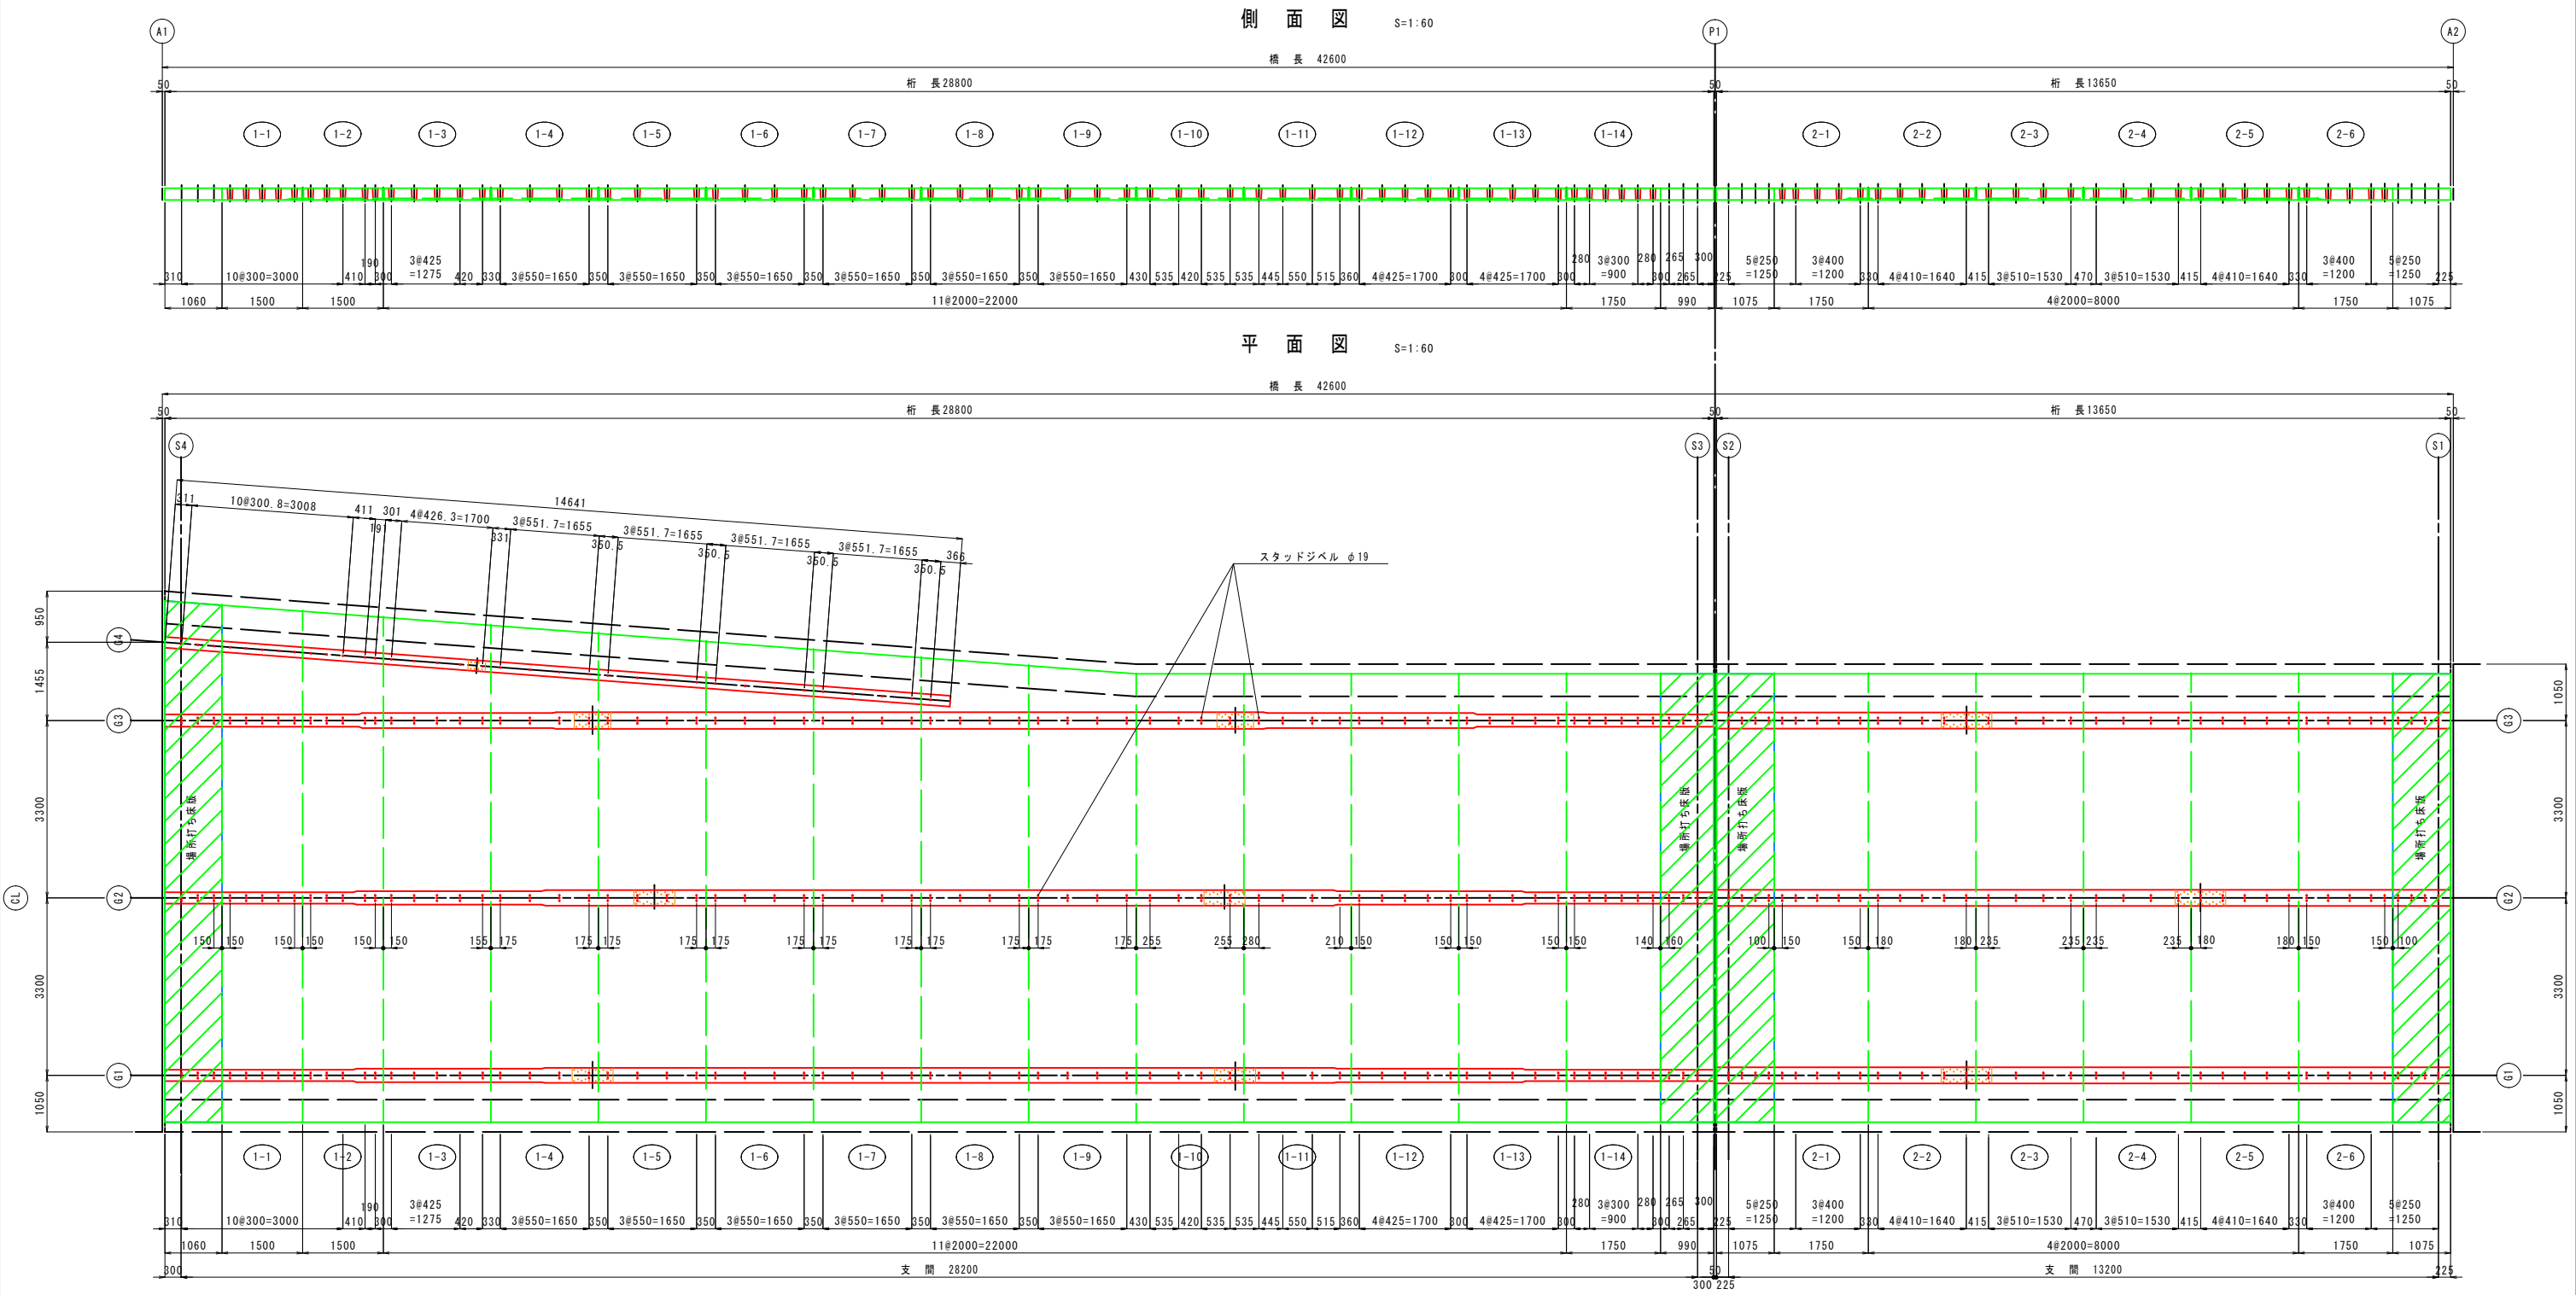 側 面 図 S=1:60
A1 P1 A2
橋 長 42600
50 桁 長28800 50 桁 長13650 50
1-1 1-2 1-3 1-4 1-5 1-6 1-7 1-8 1-9 1-10 1-11 1-12 1-13 1-14 2-1 2-2 2-3 2-4 2-5 2-6
310 10@300=3000 410 190 300 3@425=1275 420 330 3@550=1650 350 3@550=1650 350 3@550=1650 350 3@550=1650 350 3@550=1650 350 3@550=1650 430 535 420 535 535 445 550 515 360 4@425=1700 300 4@425=1700 300 280 3@300=900 280 300 265 265 300 225 5@250=1250 3@400=1200 330 4@410=1640 415 3@510=1530 470 3@510=1530 415 4@410=1640 330 3@400=1200 5@250=1250 225
1060 1500 1500 11@2000=22000 1750 990 1075 1750 4@2000=8000 1750 1075
平 面 図 S=1:60
橋 長 42600
50 桁 長28800 50 桁 長13650 50
S4 S3 S2 S1
14641
311 10@300.8=3008 411 191 301 4@426.3=1700 331 3@551.7=1655 350.5 3@551.7=1655 350.5 3@551.7=1655 350.5 3@551.7=1655 350.5 366
スタッドジベル φ19
950
G4
1455 1050
G3 G3
3300 場所打ち床版 場所打ち床版 場所打ち床版 場所打ち床版 3300
CL G2 G2
150 150 150 150 150 150 155 175 175 175 175 175 175 175 175 175 175 175 175 255 255 280 210 150 150 150 150 150 140 160 100 150 150 180 180 235 235 235 235 180 180 150 150 100
3300 3300
G1 G1
1050 1050
1-1 1-2 1-3 1-4 1-5 1-6 1-7 1-8 1-9 1-10 1-11 1-12 1-13 1-14 2-1 2-2 2-3 2-4 2-5 2-6
310 10@300=3000 410 190 300 3@425=1275 420 330 3@550=1650 350 3@550=1650 350 3@550=1650 350 3@550=1650 350 3@550=1650 350 3@550=1650 430 535 420 535 535 445 550 515 360 4@425=1700 300 4@425=1700 300 280 3@300=900 280 300 265 265 300 225 5@250=1250 3@400=1200 330 4@410=1640 415 3@510=1530 470 3@510=1530 415 4@410=1640 330 3@400=1200 5@250=1250
1060 1500 1500 11@2000=22000 1750 990 1075 1750 4@2000=8000 1750 1075
300 支 間 28200 300 50 225 支 間 13200 225